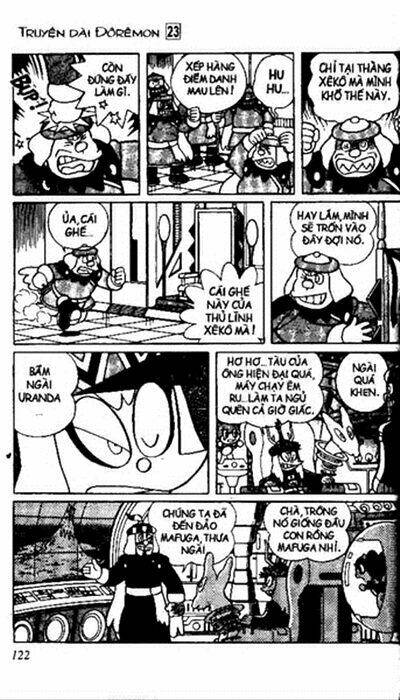 TRUYỆN DÀI ĐÔRÊMON 23
BỤP!
CÒN
ĐỨNG ĐẤY
LÀM GÌ.
XẾP HÀNG
ĐIỂM DANH
MAU LÊN!
HU
HU...
CHỈ TẠI THẰNG
XÊKÔ MÀ MÌNH
KHỔ THẾ NÀY.
ỦA, CÁI
GHẾ...
CÁI GHẾ
NÀY CỦA
THỦ LĨNH
XÊKÔ MÀ!
HAY LẮM, MÌNH
SẼ TRỐN VÀO
ĐÂY ĐỢI NÓ.
BẨM
NGÀI
URANDA
HƠ HƠ... TÀU CỦA
ÔNG HIỆN ĐẠI QUÁ,
MÁY CHẠY ÊM
RU... LÀM TA NGỦ
QUÊN CẢ GIỜ GIẤC.
NGÀI
QUÁ
KHEN.
CHÚNG TA ĐÃ
ĐẾN ĐẢO
MAFUGA, THƯA
NGÀI.
CHÀ, TRÔNG
NÓ GIỐNG ĐẦU
CON RỒNG
MAFUGA NHỈ.
122